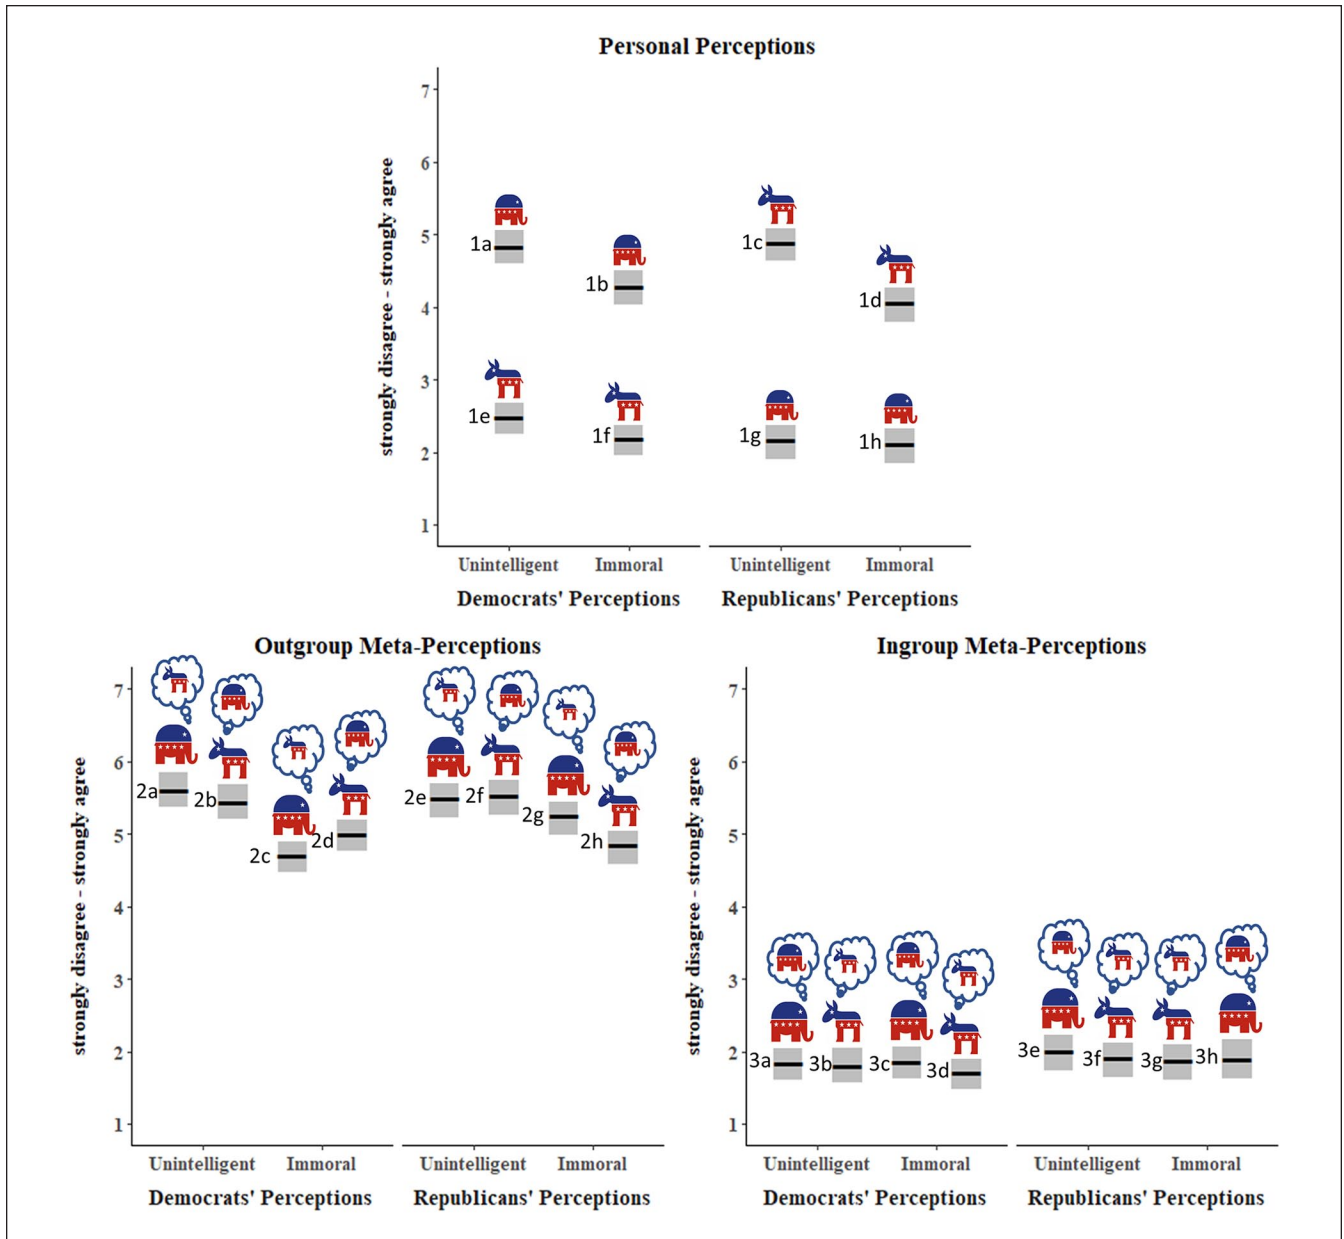 Personal Perceptions
strongly disagree - strongly agree
7
6
5
4
3
2
1
1a
1b
1c
1d
1e
1f
1g
1h
Unintelligent Immoral Unintelligent Immoral
Democrats' Perceptions Republicans' Perceptions
Outgroup Meta-Perceptions
strongly disagree - strongly agree
7
6
5
4
3
2
1
2a
2b
2c
2d
2e
2f
2g
2h
Unintelligent Immoral Unintelligent Immoral
Democrats' Perceptions Republicans' Perceptions
Ingroup Meta-Perceptions
strongly disagree - strongly agree
7
6
5
4
3
2
1
3a
3b
3c
3d
3e
3f
3g
3h
Unintelligent Immoral Unintelligent Immoral
Democrats' Perceptions Republicans' Perceptions